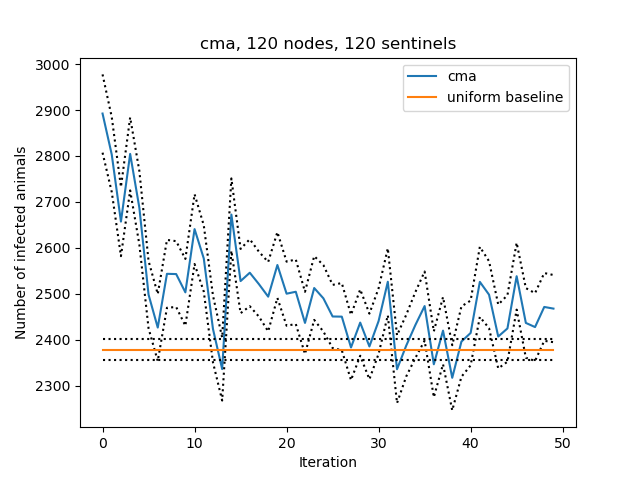 cma, 120 nodes, 120 sentinels
3000
2900
2800
2700
2600
2500
2400
2300
Number of infected animals
cma
uniform baseline
0
10
20
30
40
50
Iteration